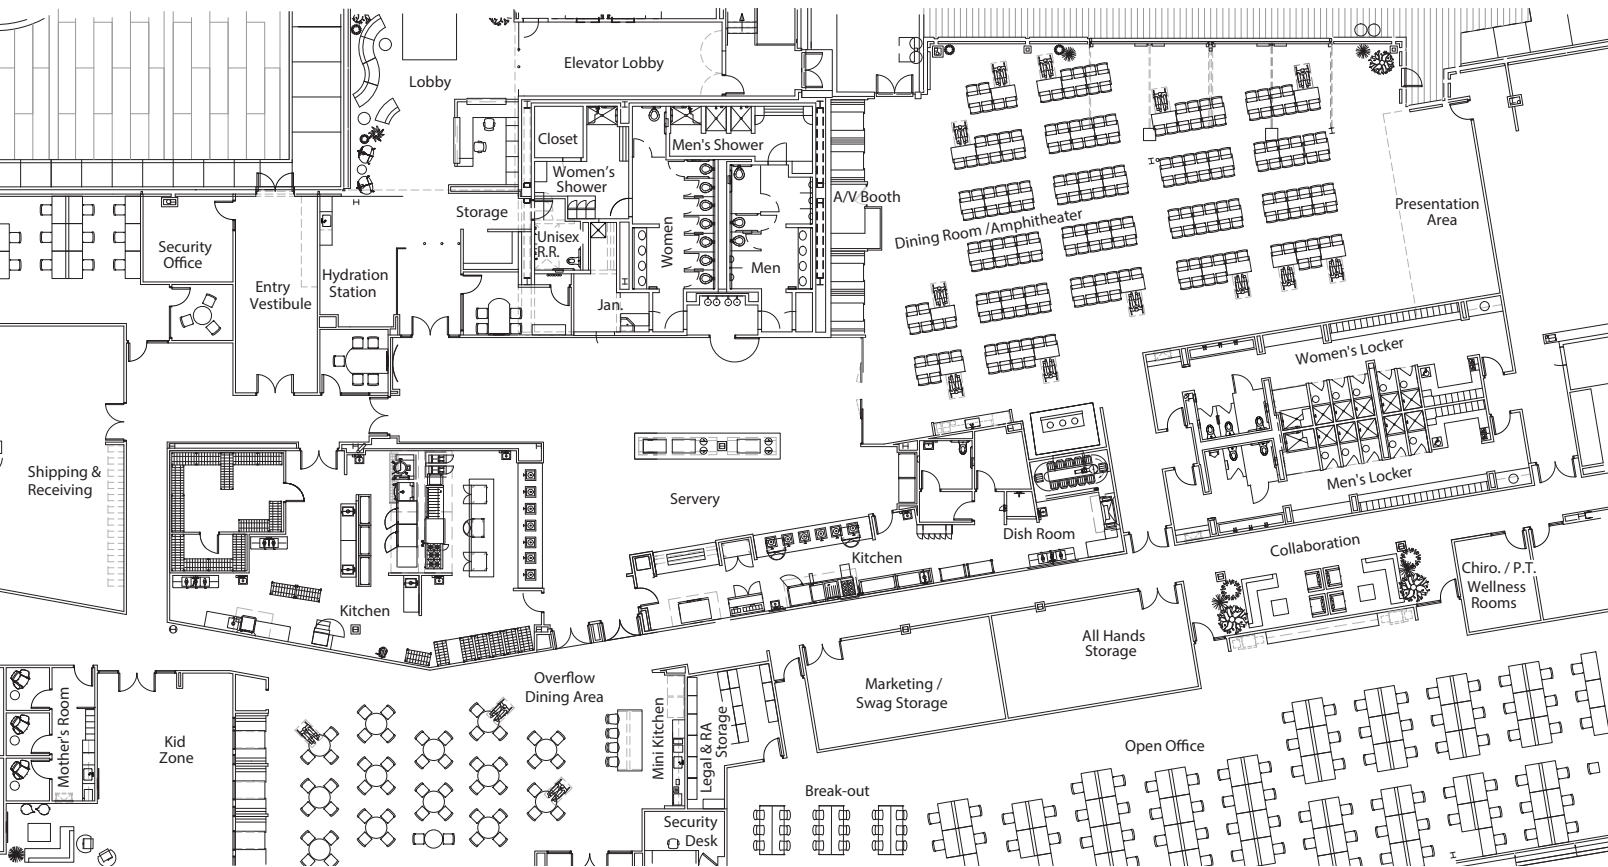 Elevator Lobby
Lobby
Closet
Men's Shower
Women's
Shower
A/V Booth
Storage
Presentation
Area
Dining Room /Amphitheater
Security
Office
Unisex
R.R.
Women
Men
Hydration
Station
Entry
Vestibule
Jan.
Women's Locker
Shipping &
Receiving
Servery
Men's Locker
Dish Room
Collaboration
Kitchen
Chiro. / P.T.
Wellness
Rooms
Kitchen
All Hands
Storage
Overflow
Dining Area
Marketing /
Swag Storage
Mother's Room
Kid
Zone
Mini Kitchen
Legal & RA
Storage
Open Office
Break-out
Security
Desk